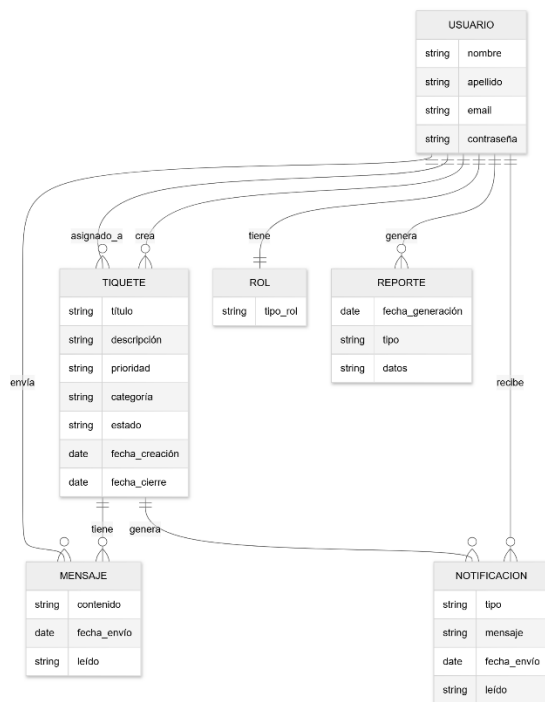 USUARIO
string nombre
string apellido
string email
string contraseña
asignado_a crea tiene genera
TIQUETE
string título
string descripción
string prioridad
string categoría
string estado
date fecha_creación
date fecha_cierre
ROL
string tipo_rol
REPORTE
date fecha_generación
string tipo
string datos
envía recibe
tiene genera
MENSAJE
string contenido
date fecha_envío
string leído
NOTIFICACION
string tipo
string mensaje
date fecha_envío
string leído